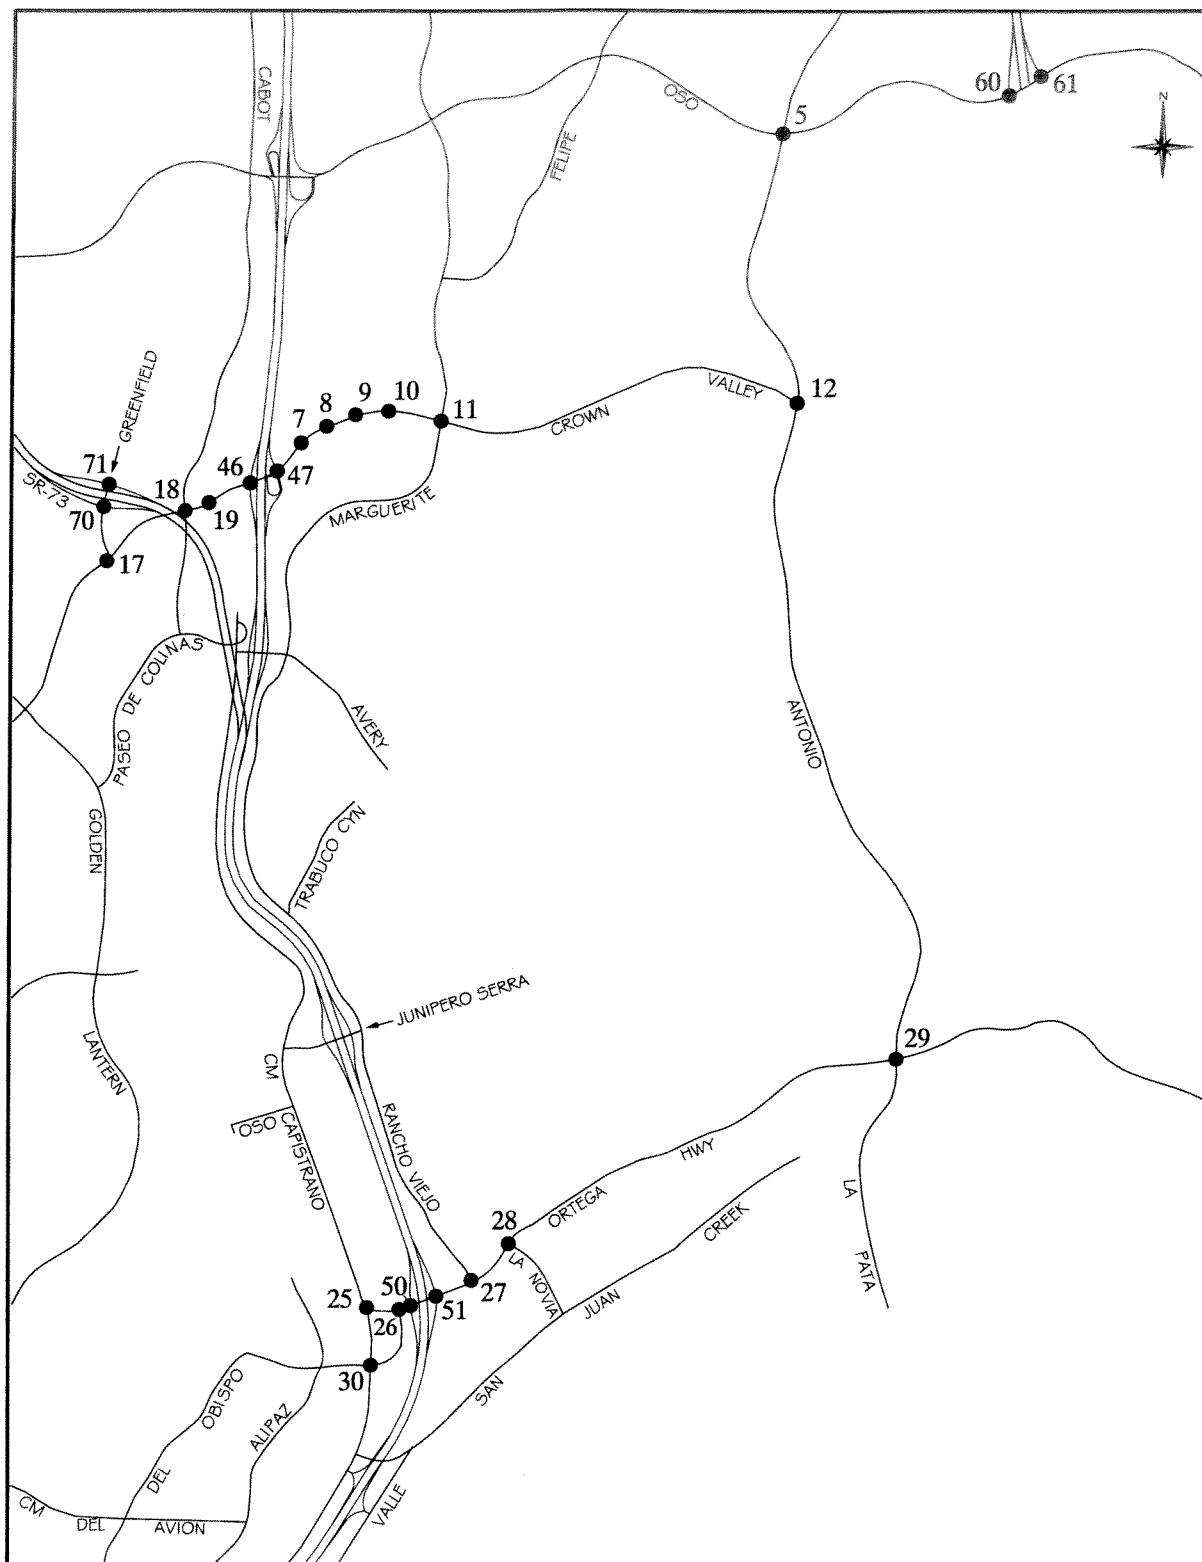 CABOT
OSO
60
61
N
5
FELIPE
GREENFIELD
VALLEY
12
CROWN
7
8
9
10
11
71
SR-73
70
18
19
46
47
MARGUERITE
17
PASEO DE COLINAS
AVERY
ANTONIO
GOLDEN
TRABUCO CYN
JUNIPERO SERRA
LANTERN
CM
CAPISTRANO
OSO
RANCHO VIEJO
29
HWY
ORTEGA
LA
PATA
CREEK
28
LA NOVIA
JUAN
27
25
50
26
51
30
SAN
OBISPO
ALIPAZ
DEL
VALLE
CM
DEL
AVION